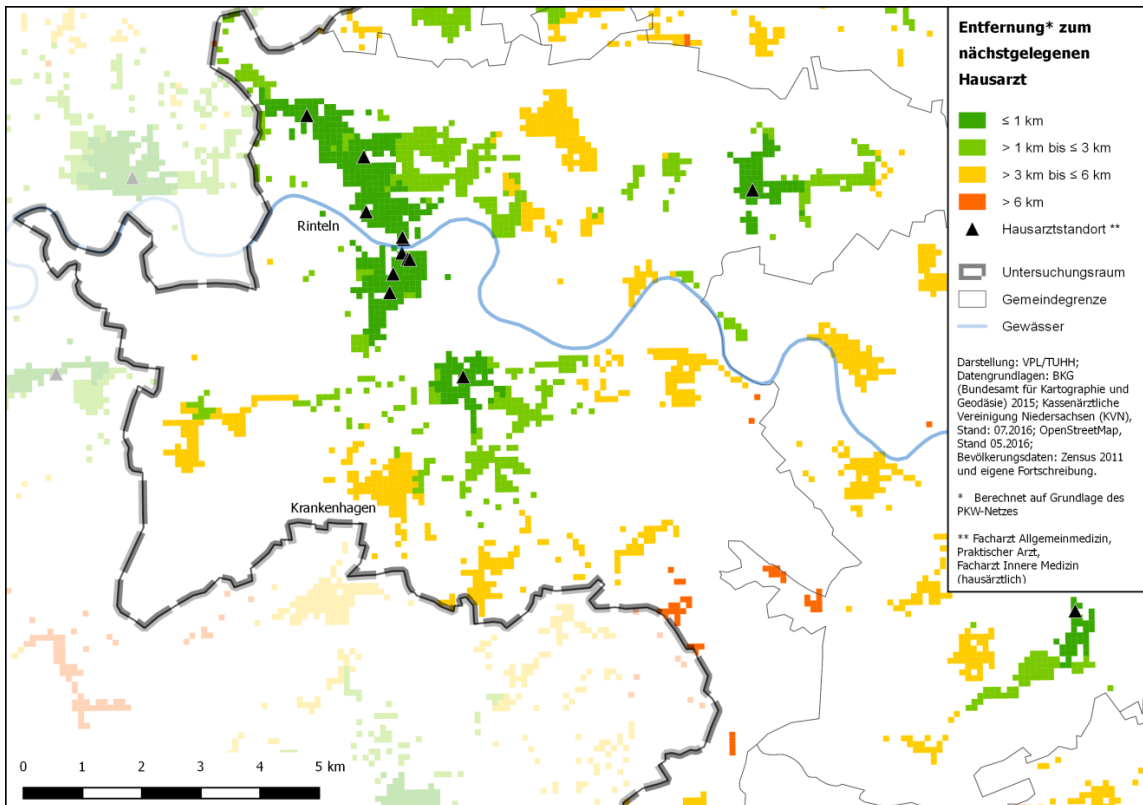 Entfernung* zum
nächstgelegenen
Hausarzt
≤ 1 km
> 1 km bis ≤ 3 km
> 3 km bis ≤ 6 km
> 6 km
Hausarztstandort **
Untersuchungsraum
Gemeindegrenze
Gewässer
Darstellung: VPL/TUHH;
Datengrundlagen: BKG
(Bundesamt für Kartographie und
Geodäsie) 2015; Kassenärztliche
Vereinigung Niedersachsen (KVN),
Stand: 07.2016; OpenStreetMap,
Stand 05.2016;
Bevölkerungsdaten: Zensus 2011
und eigene Fortschreibung.
* Berechnet auf Grundlage des
PKW-Netzes
** Facharzt Allgemeinmedizin,
Praktischer Arzt,
Facharzt Innere Medizin
(hausärztlich)
Rinteln
Krankenhagen
0 1 2 3 4 5 km